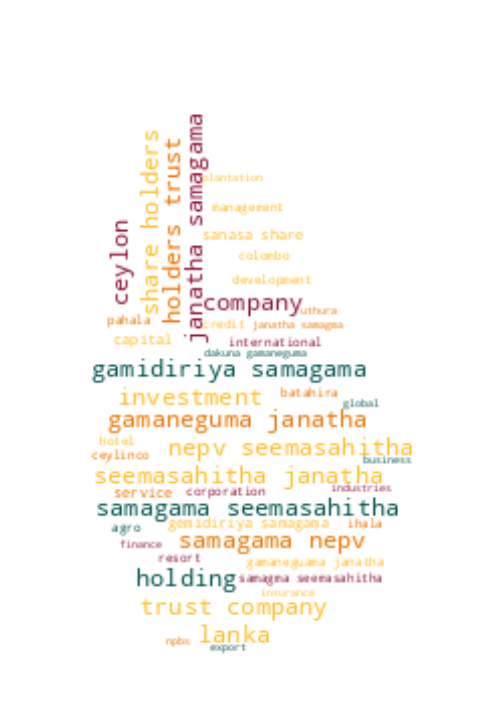 ceylon
share holders
holders trust
janatha samagama
plantation
management
sanasa share
colombo
development
company
uthura
pahala
credit
janatha samagma
capital
international
dakuna gamaneguma
gamidiriya samagama
investment
batahira
global
gamaneguma janatha
hotel
nepv seemasahitha
ceylinco
business
seemasahitha janatha
service
corporation
industries
samagama seemasahitha
agro
gemidiriya samagama
ihala
finance
samagama nepv
resort
gamaneguama janatha
holding
samagma seemasahitha
insurance
trust company
lanka
npbs
export